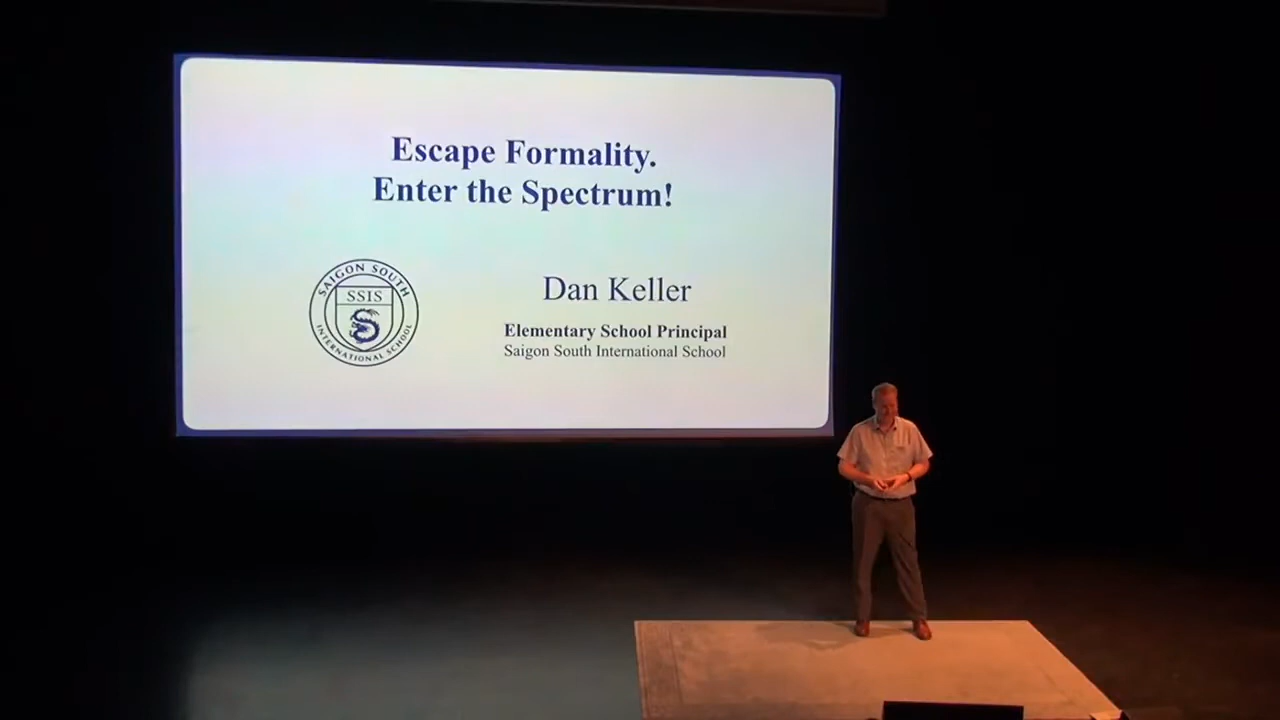 Escape Formality.
Enter the Spectrum!
SAIGON SOUTH
SSIS
INTERNATIONAL SCHOOL
Dan Keller
Elementary School Principal
Saigon South International School